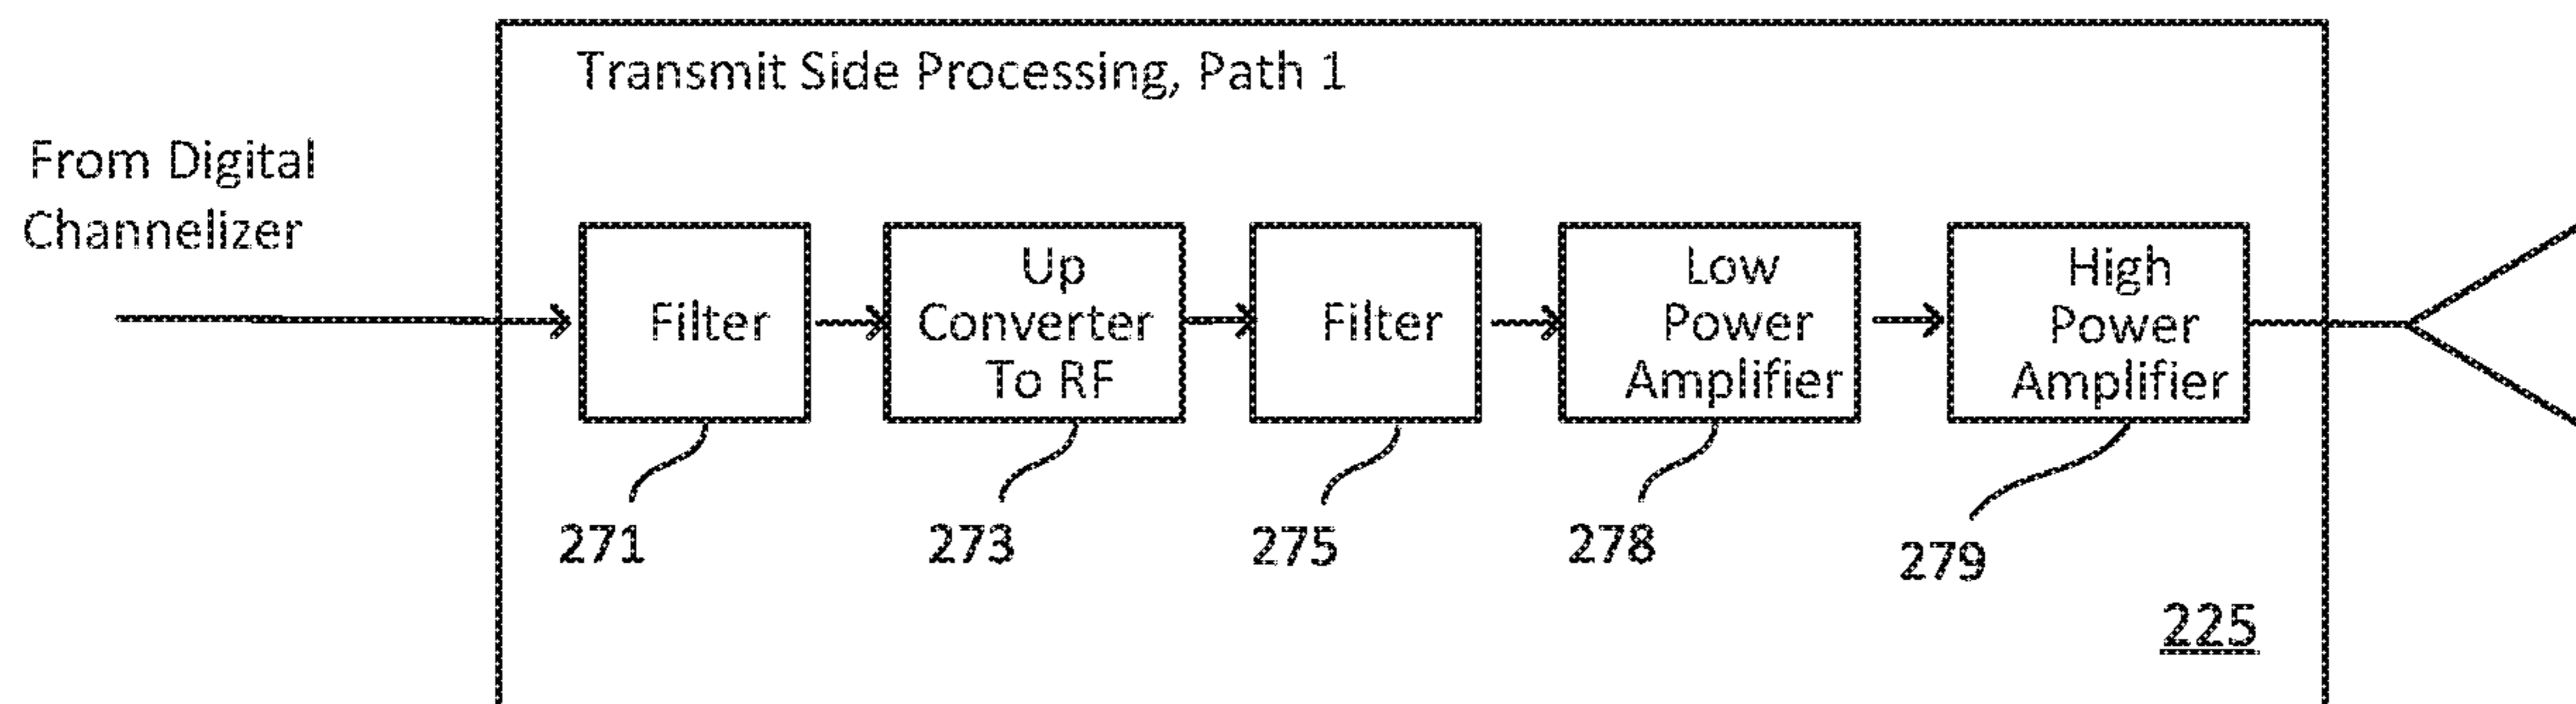 Transmit Side Processing, Path 1
From Digital
Channelizer
Filter
Up
Converter
To RF
Filter
Low
Power
Amplifier
High
Power
Amplifier
271
273
275
278
279
225